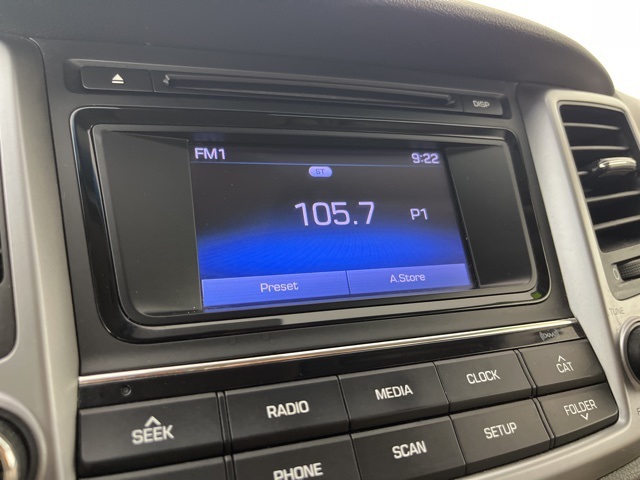 DISP
FM1 9:22
ST
105.7 P1
Preset A.Store
TUNE
SEEK RADIO MEDIA CLOCK CAT
PHONE SCAN SETUP FOLDER